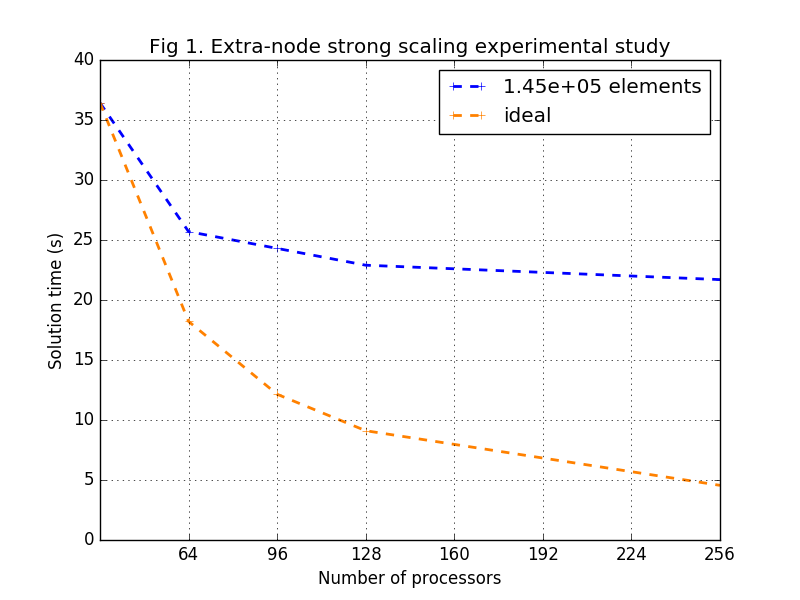 Fig 1. Extra-node strong scaling experimental study
40
35
30
25
20
15
10
5
0
Solution time (s)
1.45e+05 elements
ideal
64 96 128 160 192 224 256
Number of processors